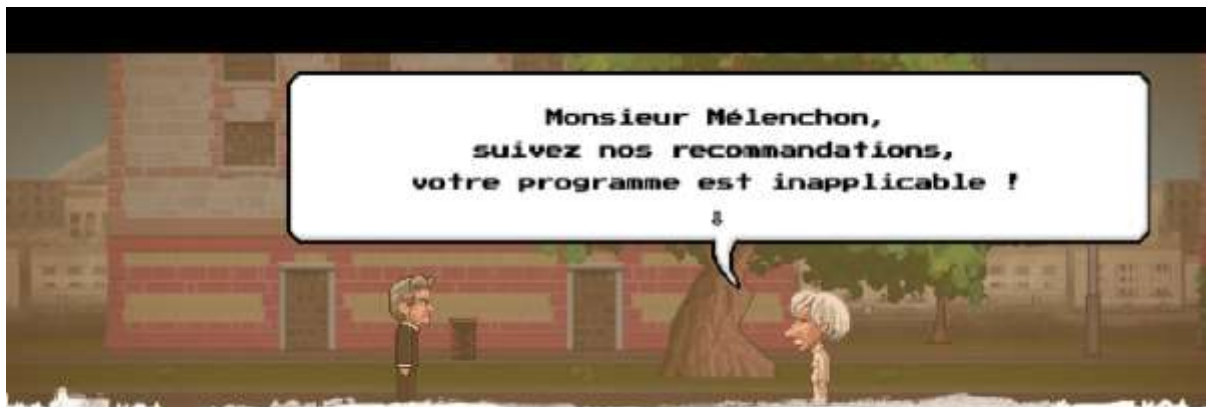 Monsieur Mélenchon,
suivez nos recommandations,
votre programme est inapplicable !